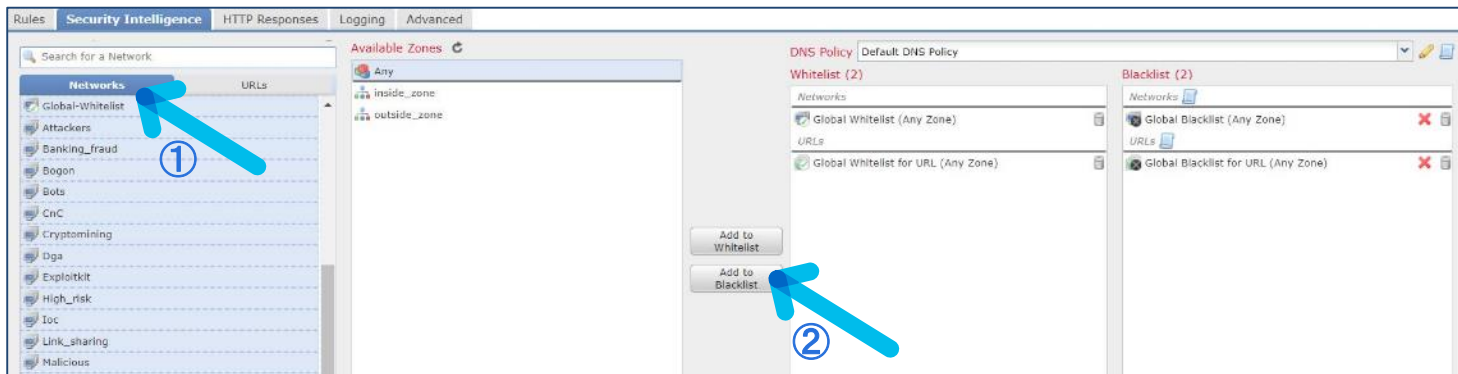 Rules Security Intelligence HTTP Responses Logging Advanced
Search for a Network
Networks URLs
Global-Whitelist
Attackers
Banking_fraud
Bogon
Bots
CnC
Cryptomining
Dga
Exploitkit
High_risk
Ioc
Link_sharing
Malicious
①
Available Zones
Any
inside_zone
outside_zone
Add to
Whitelist
Add to
Blacklist
②
DNS Policy Default DNS Policy
Whitelist (2)
Networks
Global Whitelist (Any Zone)
URLs
Global Whitelist for URL (Any Zone)
Blacklist (2)
Networks
Global Blacklist (Any Zone)
URLs
Global Blacklist for URL (Any Zone)